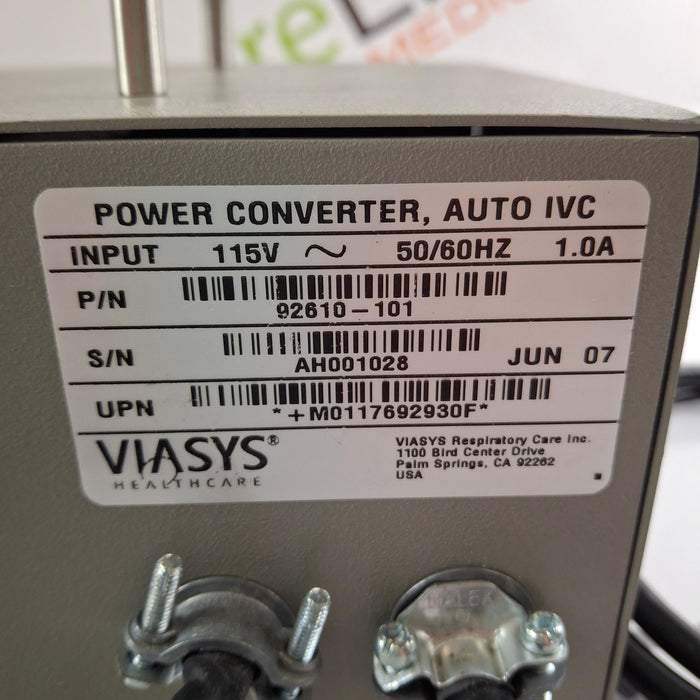 POWER CONVERTER, AUTO IVC
INPUT 115V ~ 50/60HZ 1.0A
P/N 92610-101
S/N AH001028 JUN 07
UPN *+M0117692930F*
VIASYS®
HEALTHCARE
VIASYS Respiratory Care Inc.
1100 Bird Center Drive
Palm Springs, CA 92262
USA